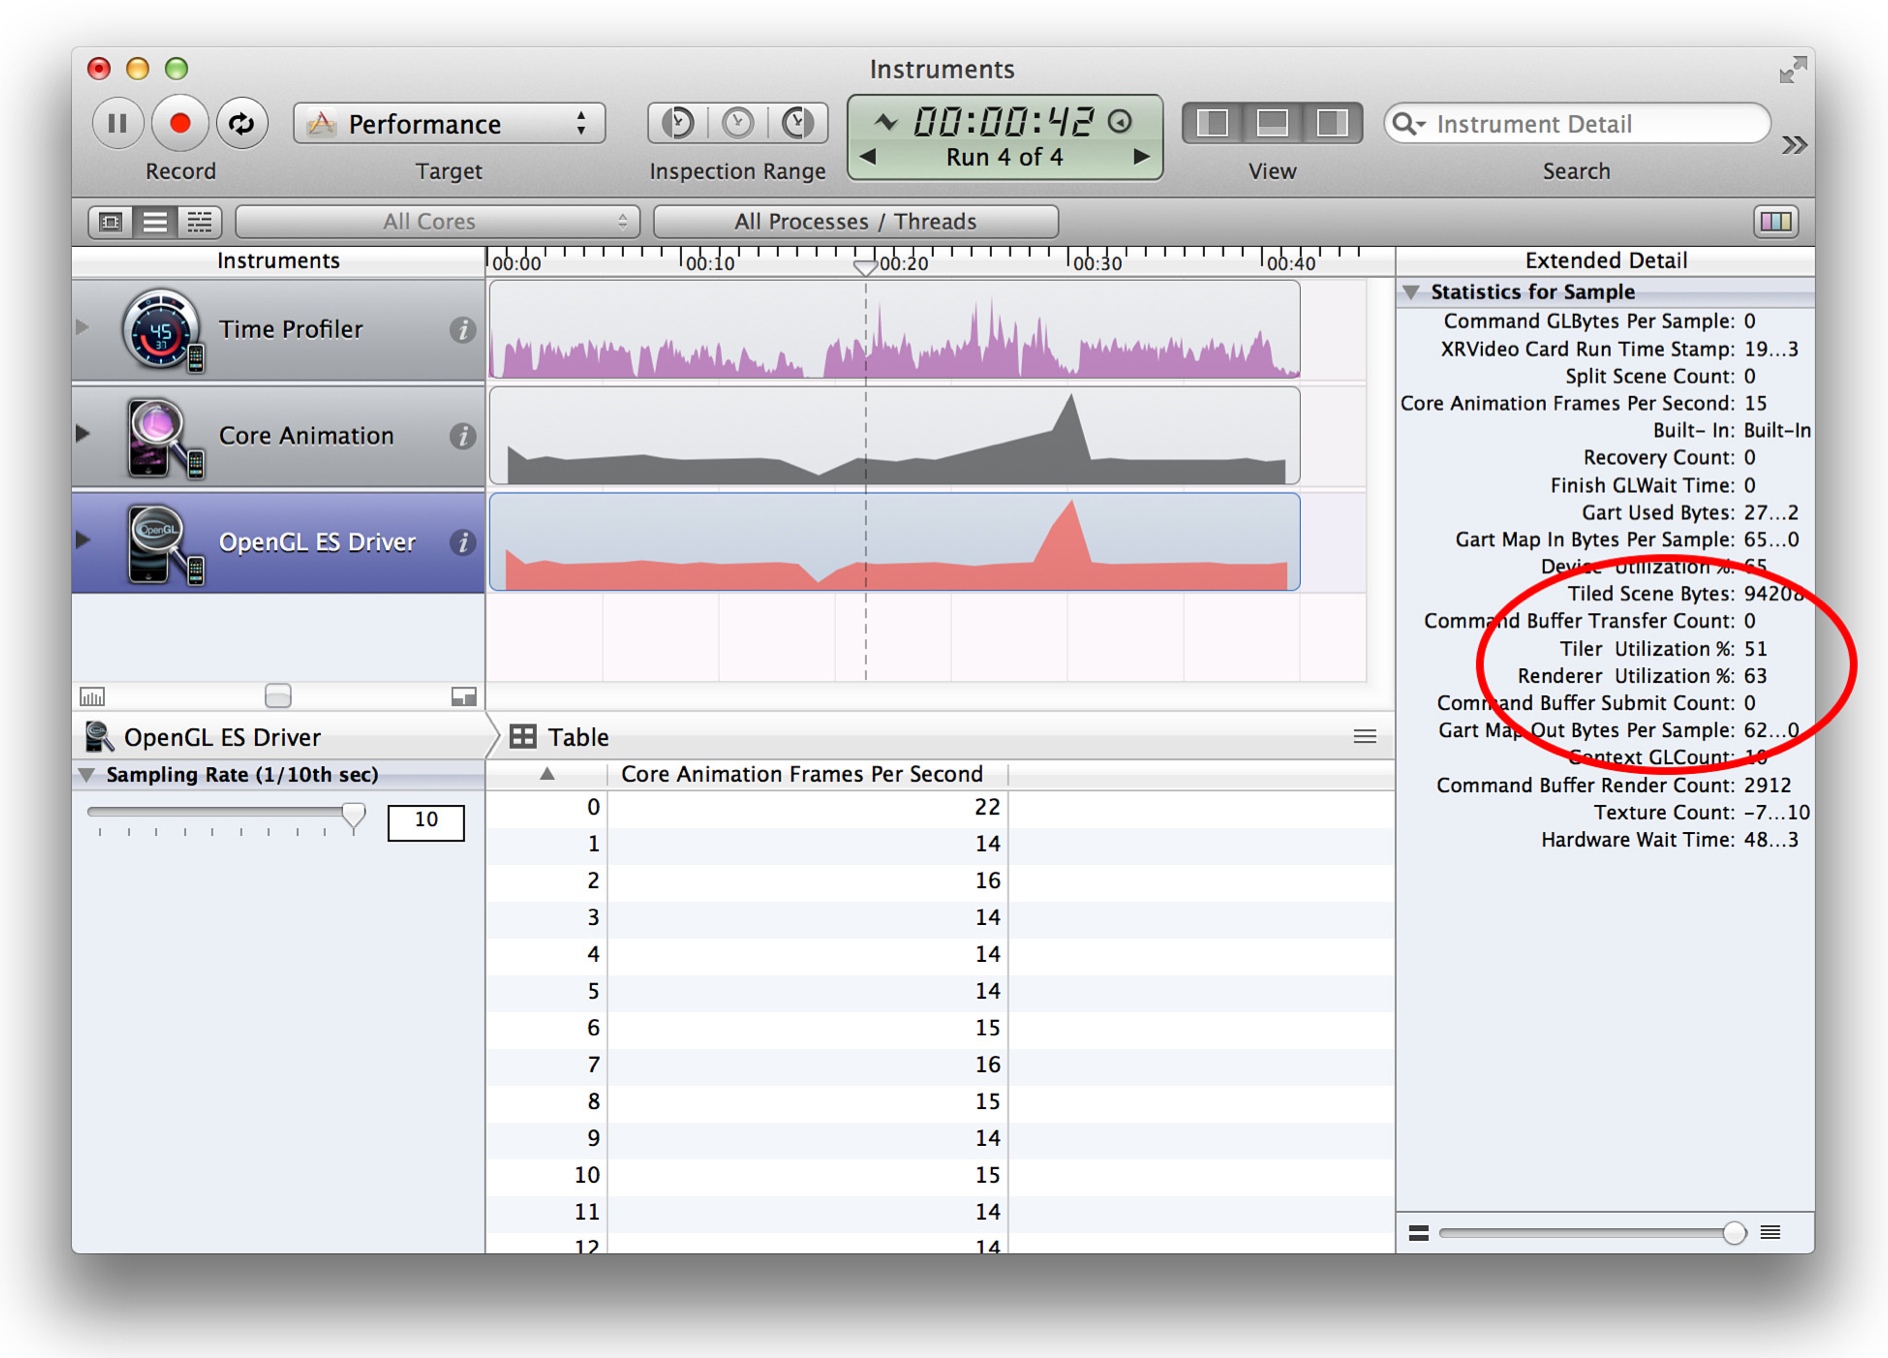 Instruments
Performance
00:00:42
Run 4 of 4
Instrument Detail
Record
Target
Inspection Range
View
Search
All Cores
All Processes / Threads
Instruments
00:00
00:10
00:20
00:30
00:40
Extended Detail
Time Profiler
Core Animation
OpenGL ES Driver
Statistics for Sample
Command GLBytes Per Sample: 0
XRVideo Card Run Time Stamp: 19...3
Split Scene Count: 0
Core Animation Frames Per Second: 15
Built- In: Built-In
Recovery Count: 0
Finish GLWait Time: 0
Gart Used Bytes: 27...2
Gart Map In Bytes Per Sample: 65...0
Device Utilization %: 65
Tiled Scene Bytes: 94208
Command Buffer Transfer Count: 0
Tiler Utilization %: 51
Renderer Utilization %: 63
Command Buffer Submit Count: 0
Gart Map Out Bytes Per Sample: 62...0
Context GLCount: 10
Command Buffer Render Count: 2912
Texture Count: -7...10
Hardware Wait Time: 48...3
OpenGL ES Driver
Table
Sampling Rate (1/10th sec)
10
Core Animation Frames Per Second
0 22
1 14
2 16
3 14
4 14
5 14
6 15
7 16
8 15
9 14
10 15
11 14
12 14